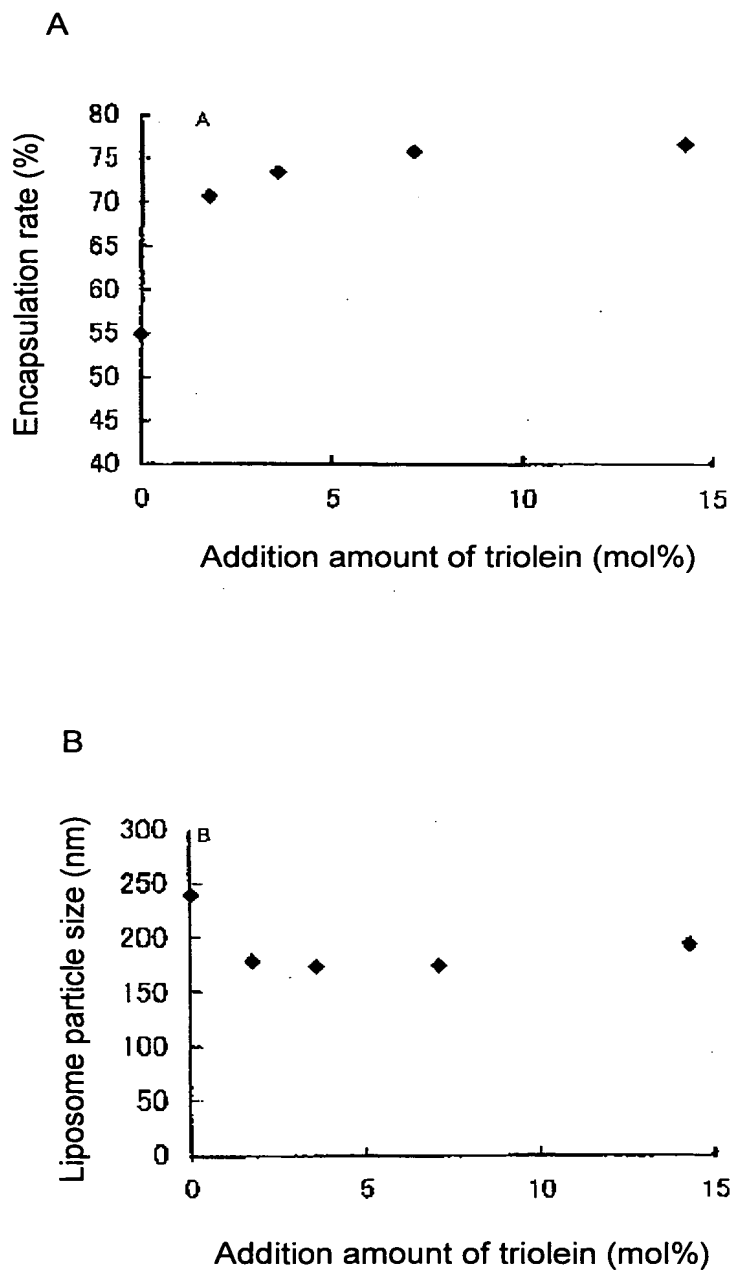 A
A
Encapsulation rate (%)
80
75
70
65
60
55
50
45
40
0 5 10 15
Addition amount of triolein (mol%)
B
B
Liposome particle size (nm)
300
250
200
150
100
50
0
0 5 10 15
Addition amount of triolein (mol%)